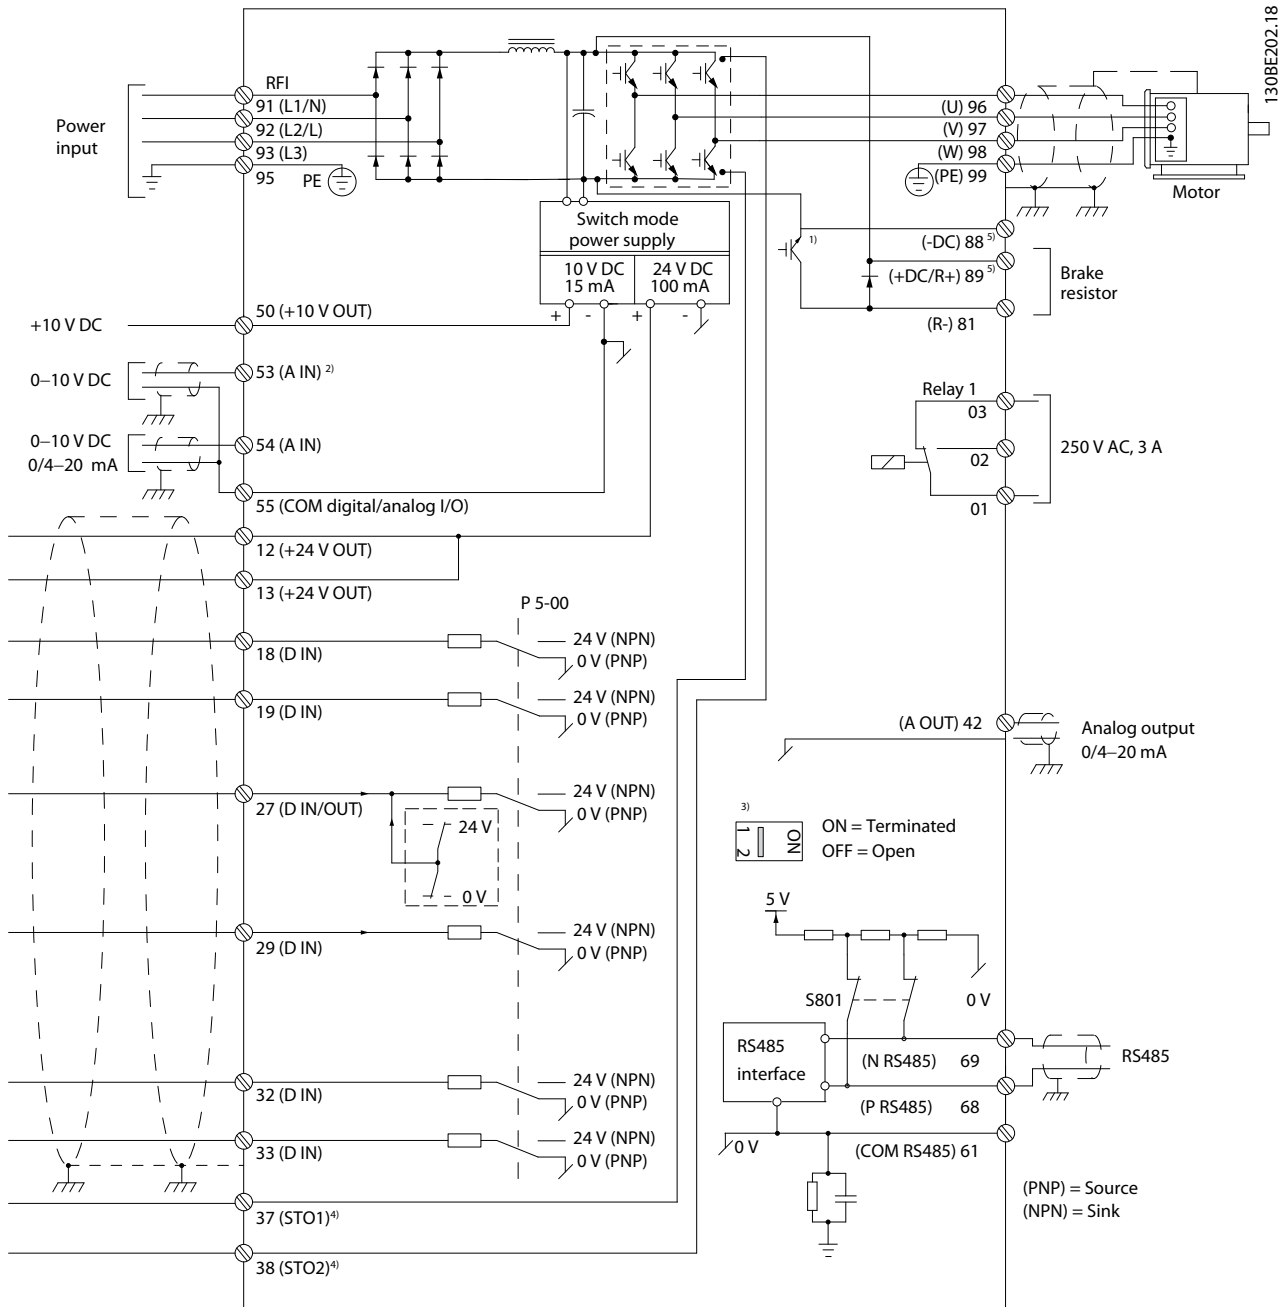 130BE202.18
RFI
91 (L1/N)
92 (L2/L)
93 (L3)
95
PE
Power
input
(U) 96
(V) 97
(W) 98
(PE) 99
Motor
Switch mode
power supply
10 V DC
15 mA
24 V DC
100 mA
+ - + -
1)
(-DC) 88 5)
(+DC/R+) 89 5)
(R-) 81
Brake
resistor
+10 V DC
50 (+10 V OUT)
0–10 V DC
53 (A IN) 2)
0–10 V DC
0/4–20 mA
54 (A IN)
55 (COM digital/analog I/O)
12 (+24 V OUT)
13 (+24 V OUT)
Relay 1
03
02
01
250 V AC, 3 A
P 5-00
18 (D IN)
24 V (NPN)
0 V (PNP)
19 (D IN)
24 V (NPN)
0 V (PNP)
27 (D IN/OUT)
24 V (NPN)
0 V (PNP)
24 V
0 V
29 (D IN)
24 V (NPN)
0 V (PNP)
32 (D IN)
24 V (NPN)
0 V (PNP)
33 (D IN)
24 V (NPN)
0 V (PNP)
37 (STO1)4)
38 (STO2)4)
(A OUT) 42
Analog output
0/4–20 mA
3)
1 2
ON
ON = Terminated
OFF = Open
5 V
S801
0 V
RS485
interface
(N RS485) 69
(P RS485) 68
RS485
0 V
(COM RS485) 61
(PNP) = Source
(NPN) = Sink